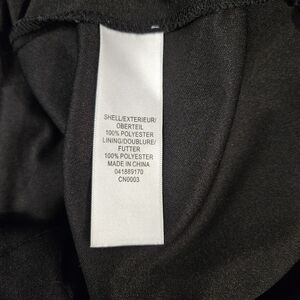 SHELL/EXTERIEUR/
OBERTEIL
100% POLYESTER
LINING/DOUBLURE/
FUTTER
100% POLYESTER
MADE IN CHINA
041889170
CN0003